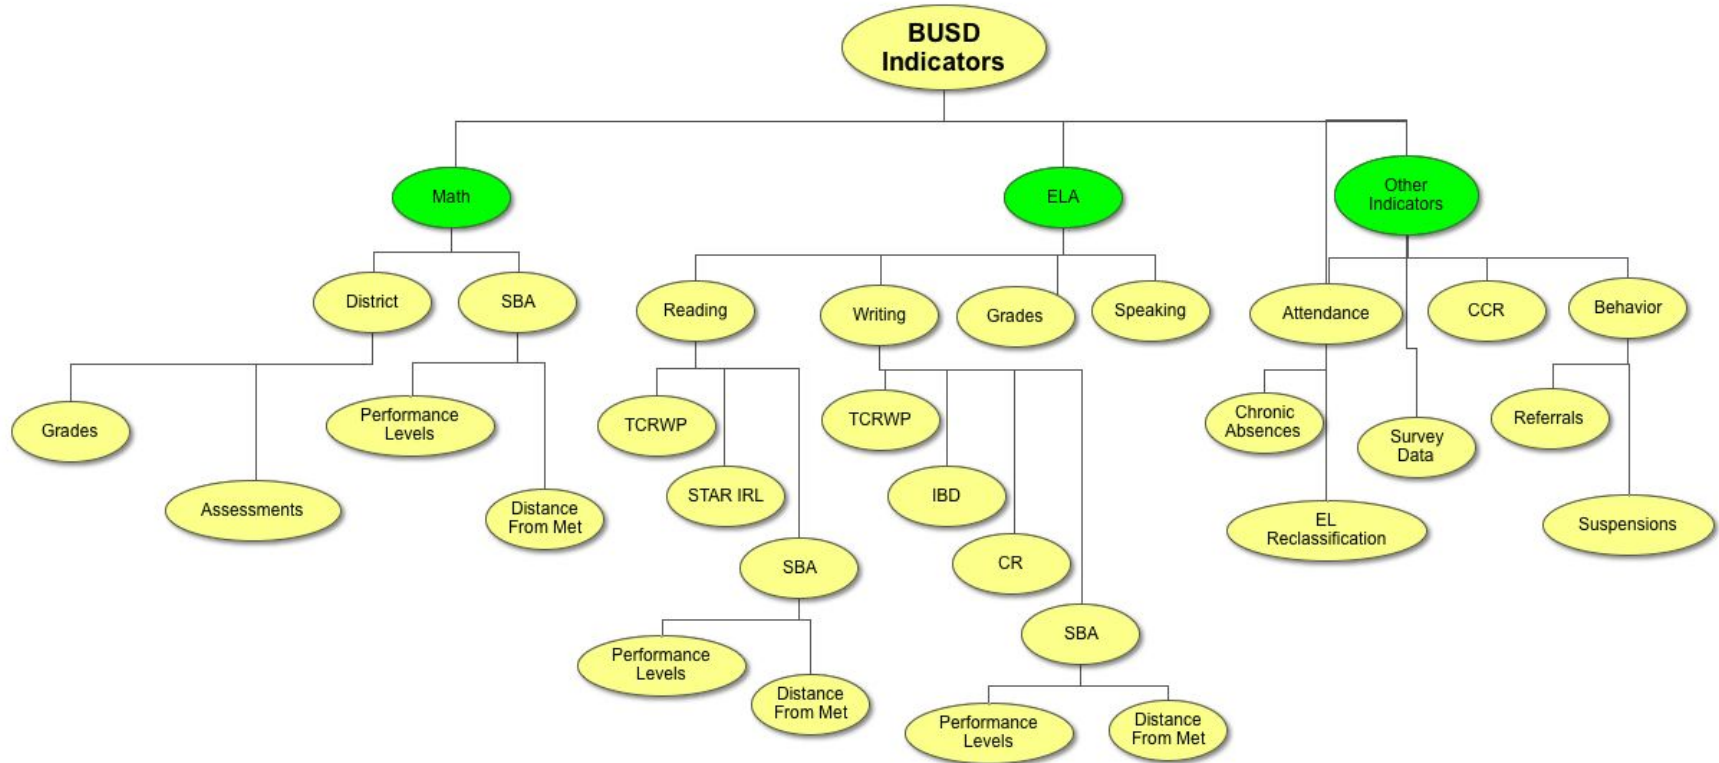 BUSD
Indicators
Math
ELA
Other
Indicators
District
SBA
Reading
Writing
Grades
Speaking
Attendance
CCR
Behavior
Grades
Assessments
Performance
Levels
Distance
From Met
TCRWP
STAR IRL
SBA
Performance
Levels
Distance
From Met
TCRWP
IBD
CR
SBA
Performance
Levels
Distance
From Met
Chronic
Absences
EL
Reclassification
Survey
Data
Referrals
Suspensions